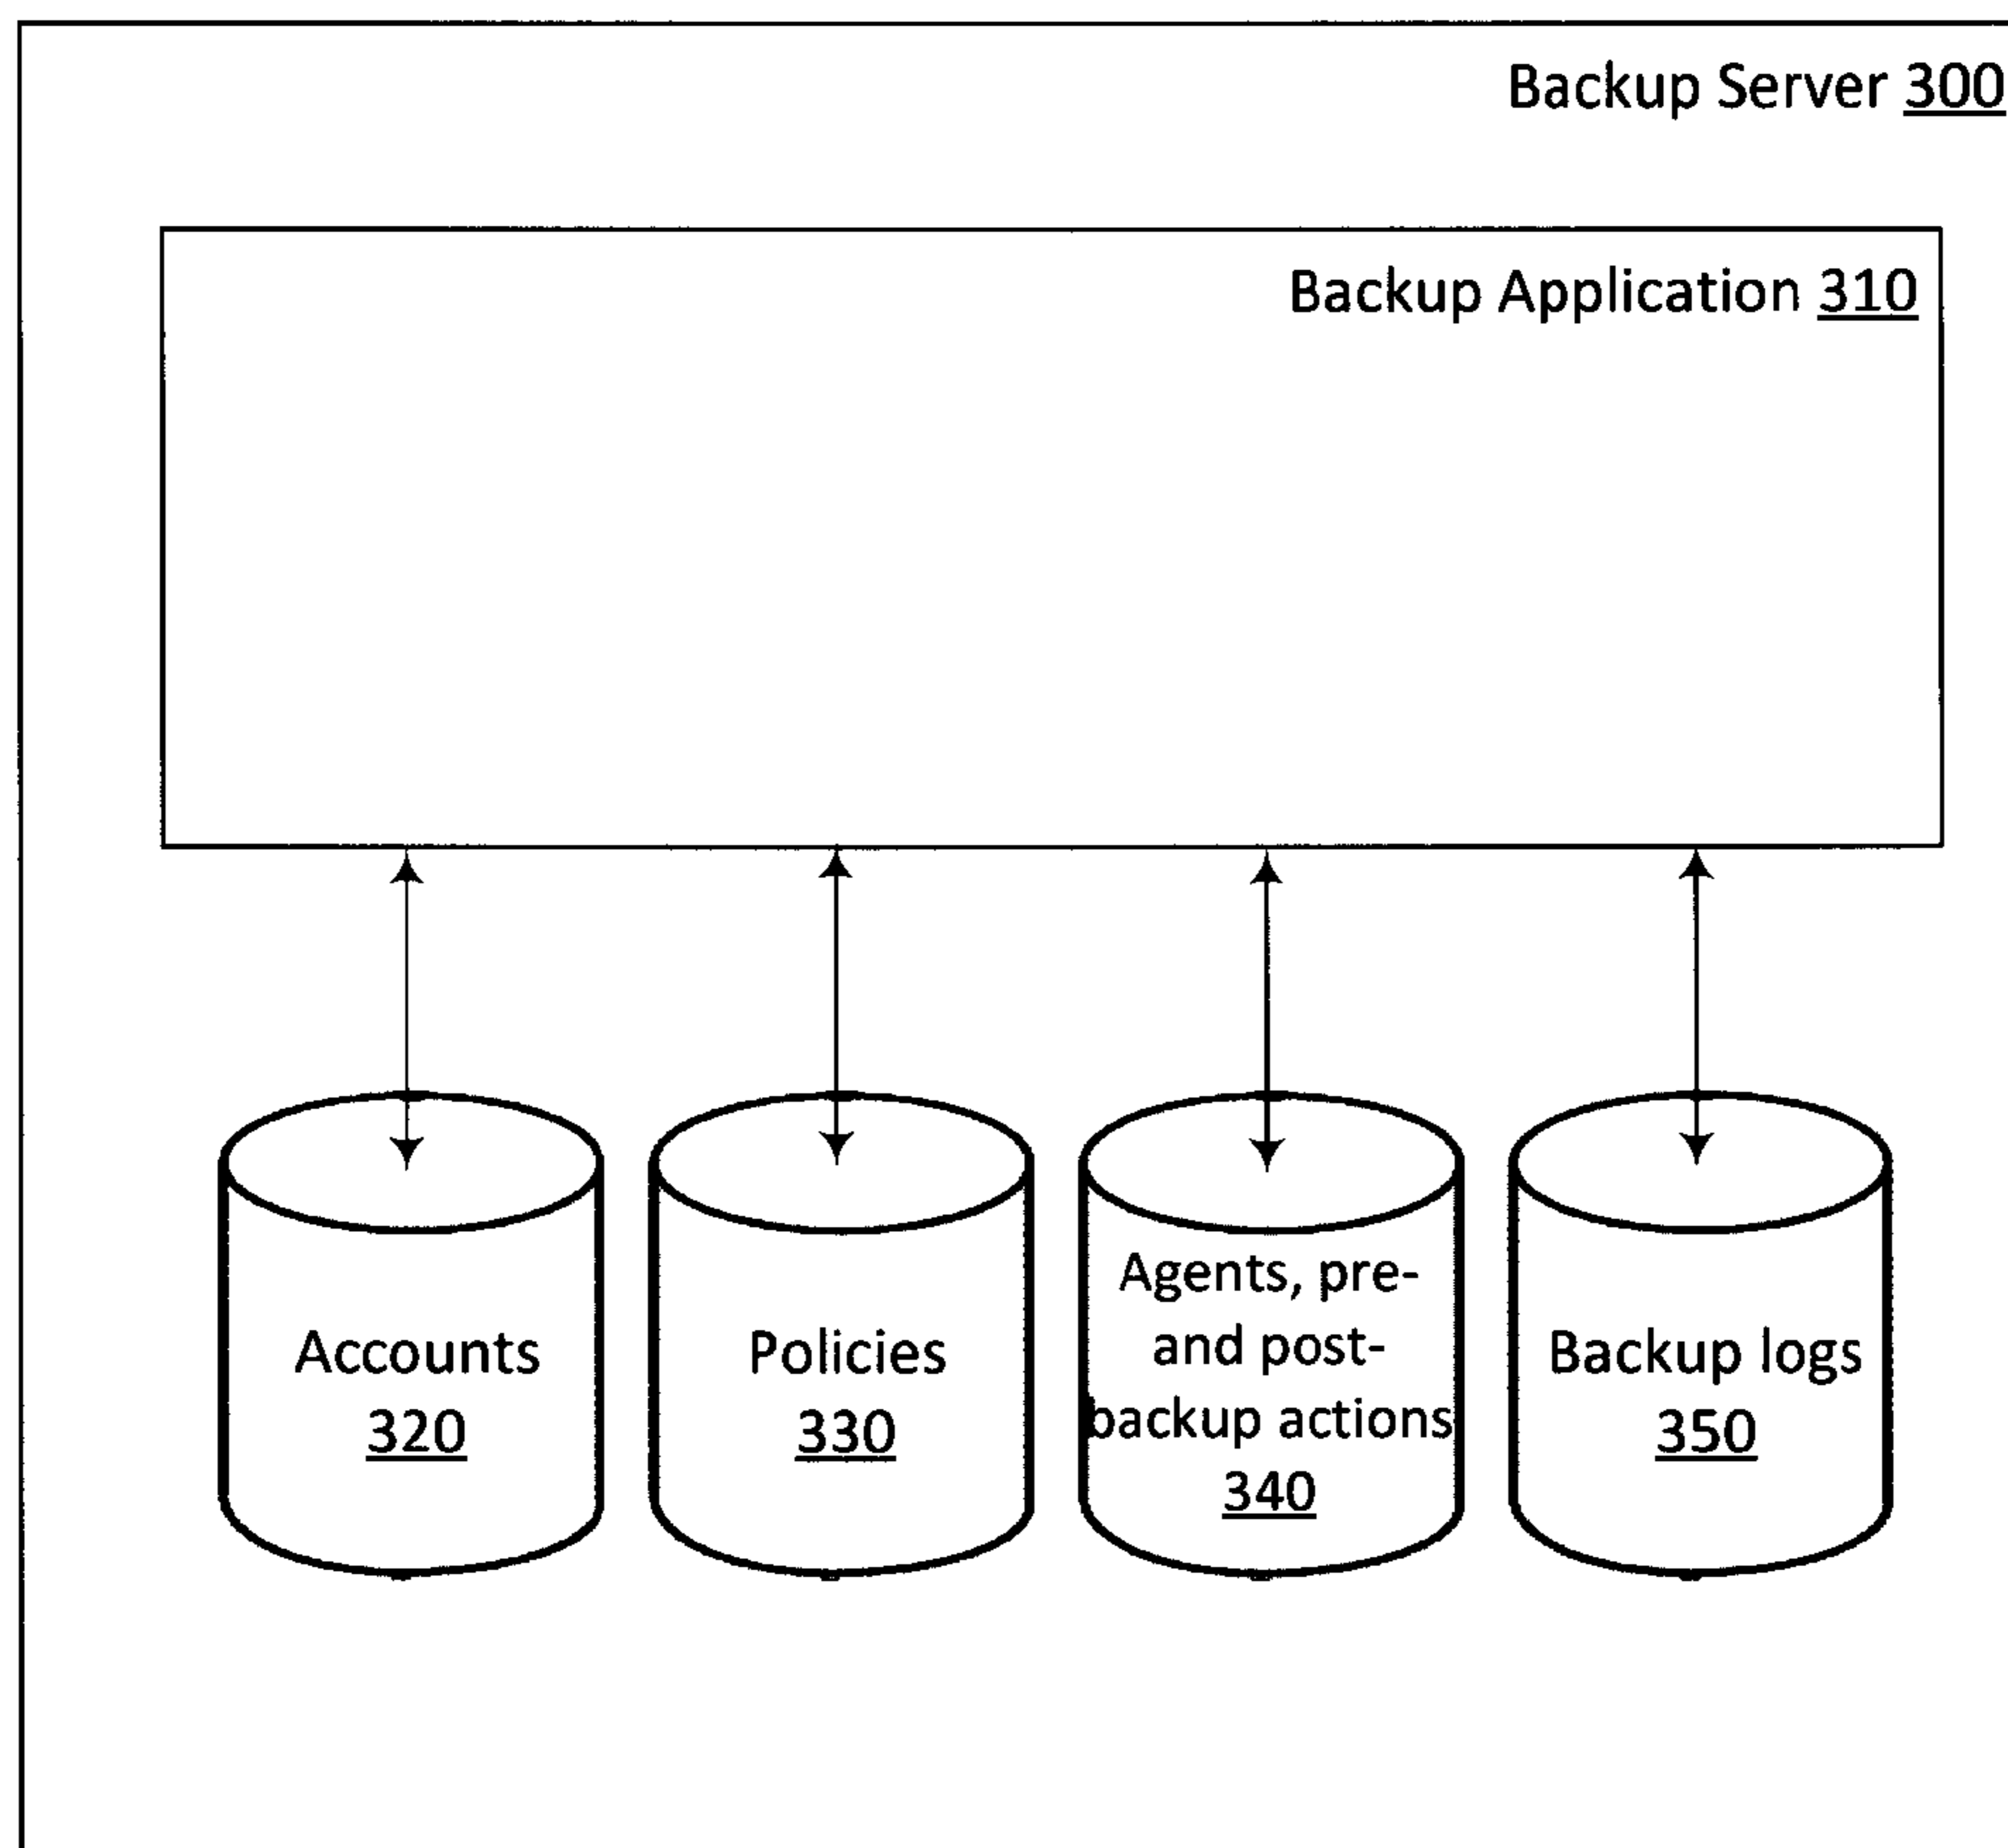 Backup Server 300
Backup Application 310
Accounts
320
Policies
330
Agents, pre-
and post-
backup actions
340
Backup logs
350